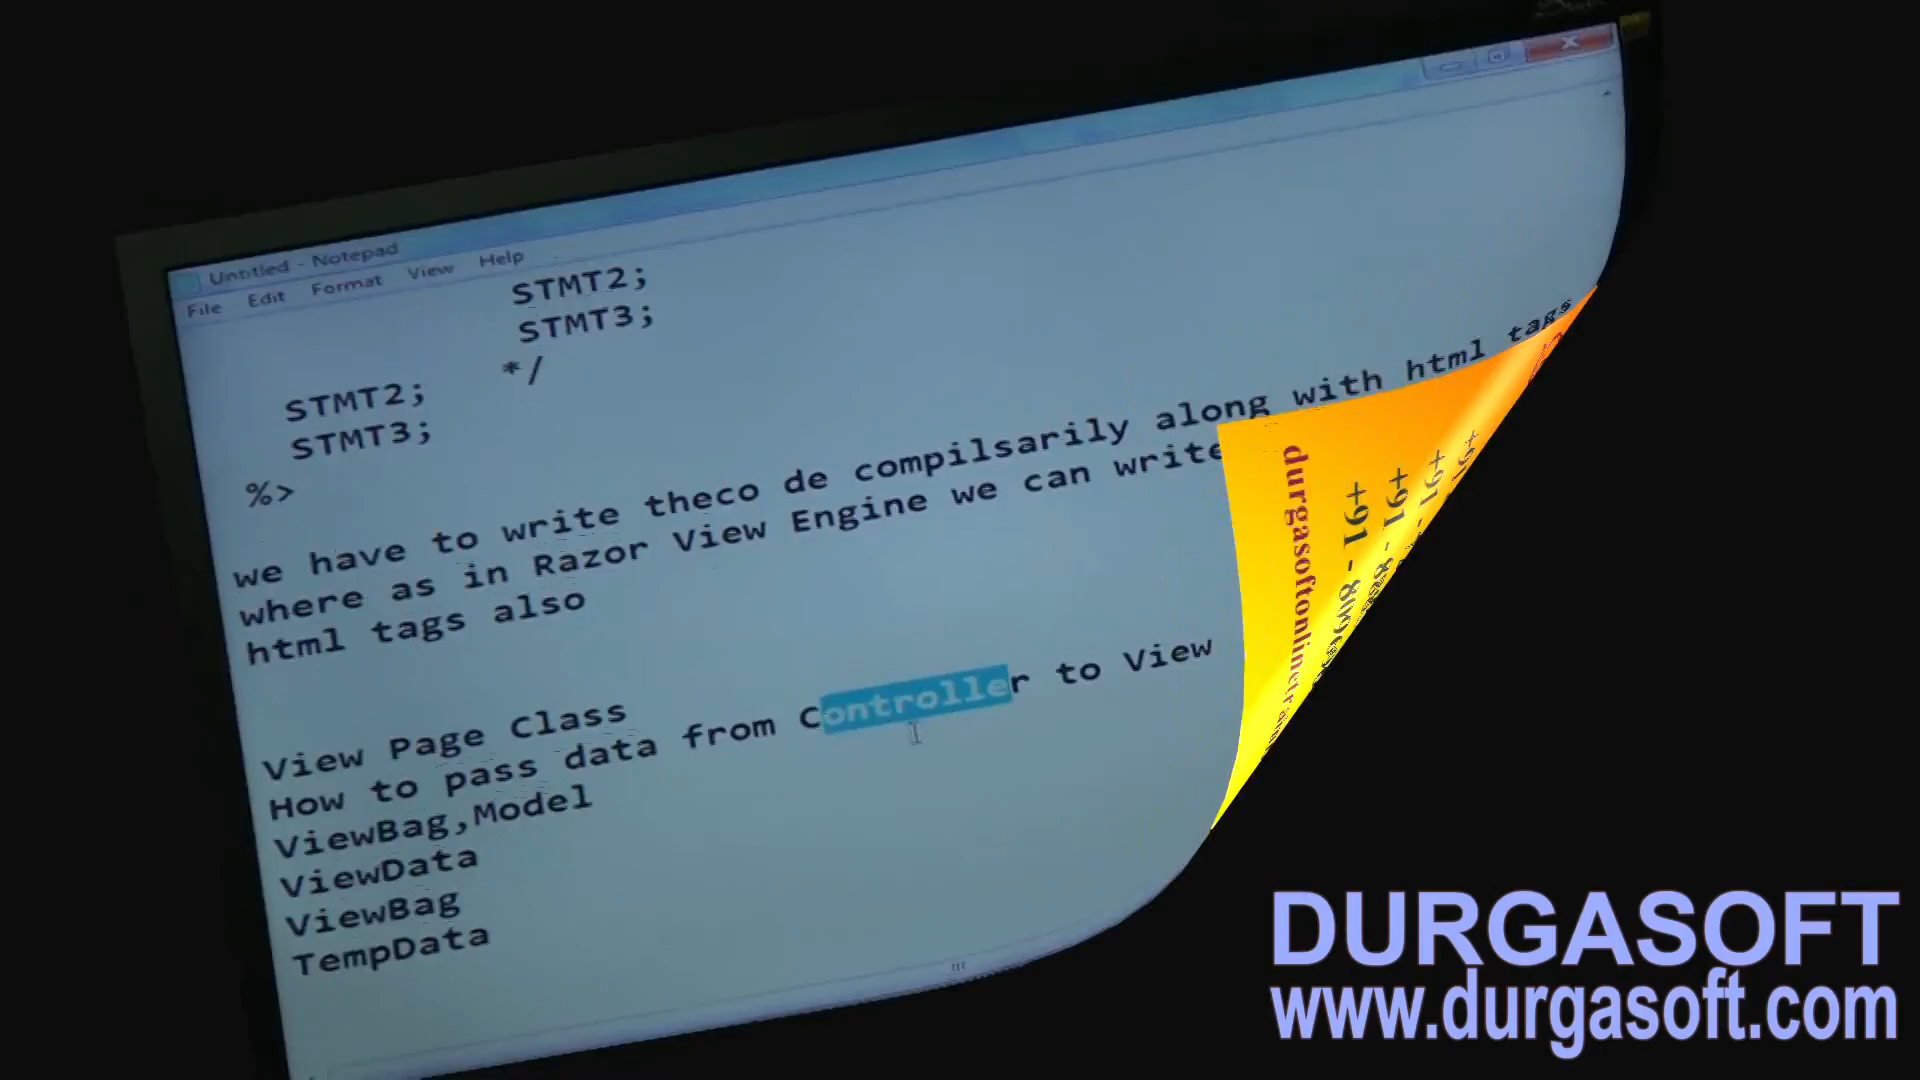 Untitled - Notepad
File Edit Format View Help
STMT2;
STMT3;
*/
STMT2;
STMT3;
%>
we have to write theco de compilsarily along with html tags
where as in Razor View Engine we can write
html tags also
View Page Class
How to pass data from Controller to View
ViewBag,Model
ViewData
ViewBag
TempData
+91 -
+91 -
+91 -
DURGASOFT
www.durgasoft.com